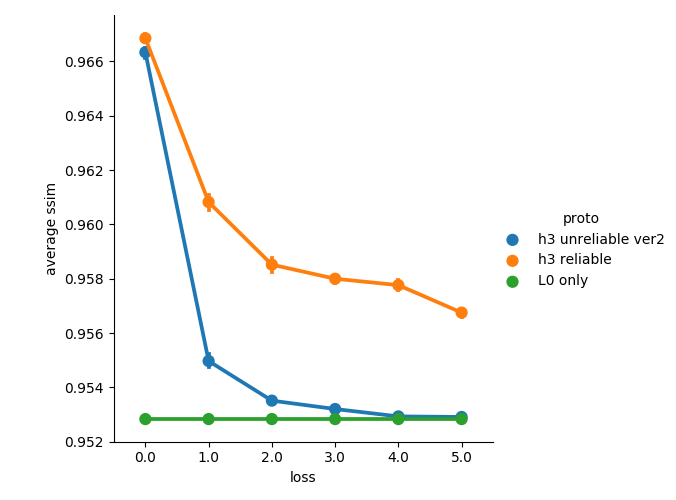 0.966
0.964
0.962
0.960
0.958
0.956
0.954
0.952
average ssim
0.0 1.0 2.0 3.0 4.0 5.0
loss
proto
h3 unreliable ver2
h3 reliable
L0 only